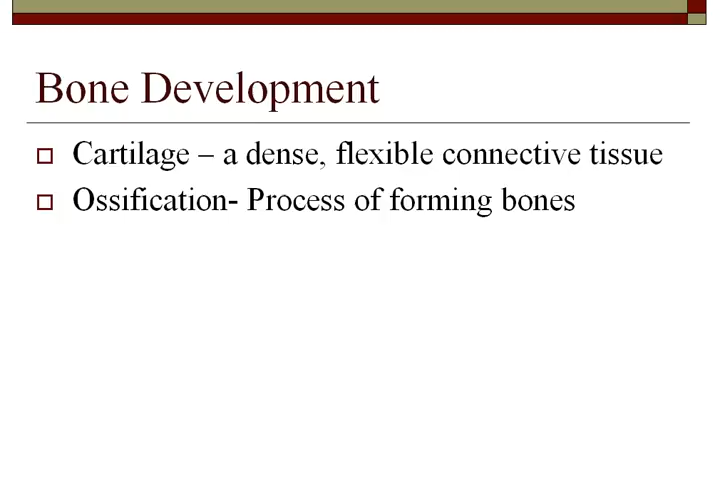 Bone Development
Cartilage – a dense, flexible connective tissue
Ossification- Process of forming bones